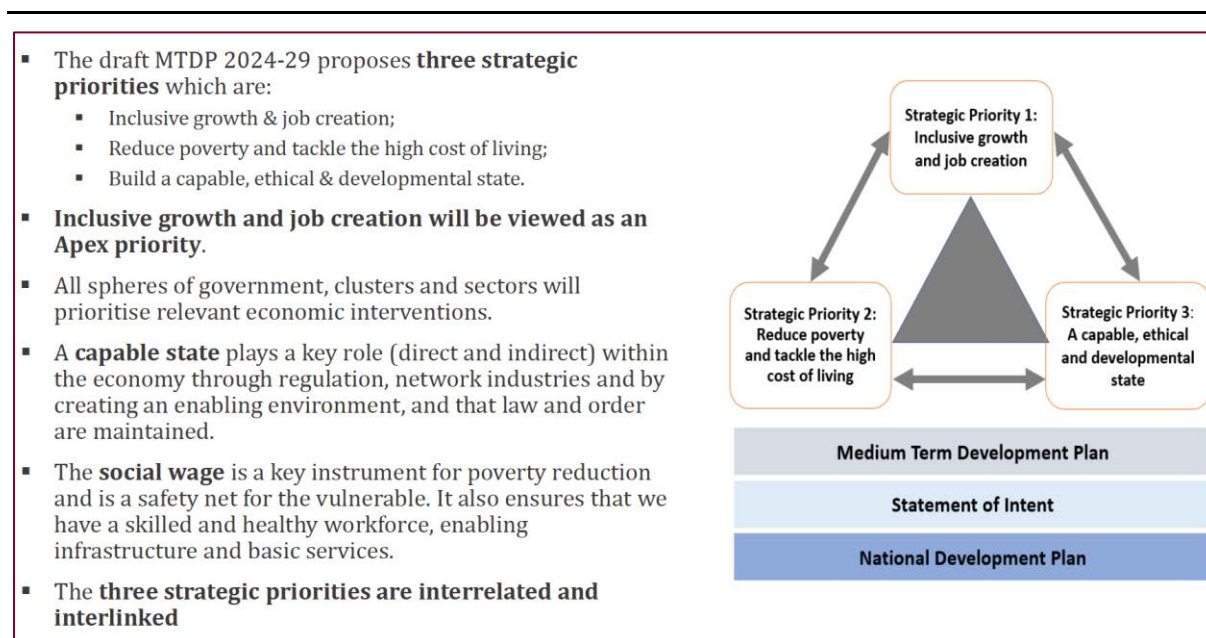 ▪ The draft MTDP 2024-29 proposes three strategic
priorities which are:
▪ Inclusive growth & job creation;
▪ Reduce poverty and tackle the high cost of living;
▪ Build a capable, ethical & developmental state.
▪ Inclusive growth and job creation will be viewed as an
Apex priority.
▪ All spheres of government, clusters and sectors will
prioritise relevant economic interventions.
▪ A capable state plays a key role (direct and indirect) within
the economy through regulation, network industries and by
creating an enabling environment, and that law and order
are maintained.
▪ The social wage is a key instrument for poverty reduction
and is a safety net for the vulnerable. It also ensures that we
have a skilled and healthy workforce, enabling
infrastructure and basic services.
▪ The three strategic priorities are interrelated and
interlinked
Strategic Priority 1:
Inclusive growth
and job creation
Strategic Priority 2:
Reduce poverty
and tackle the high
cost of living
Strategic Priority 3:
A capable, ethical
and developmental
state
Medium Term Development Plan
Statement of Intent
National Development Plan